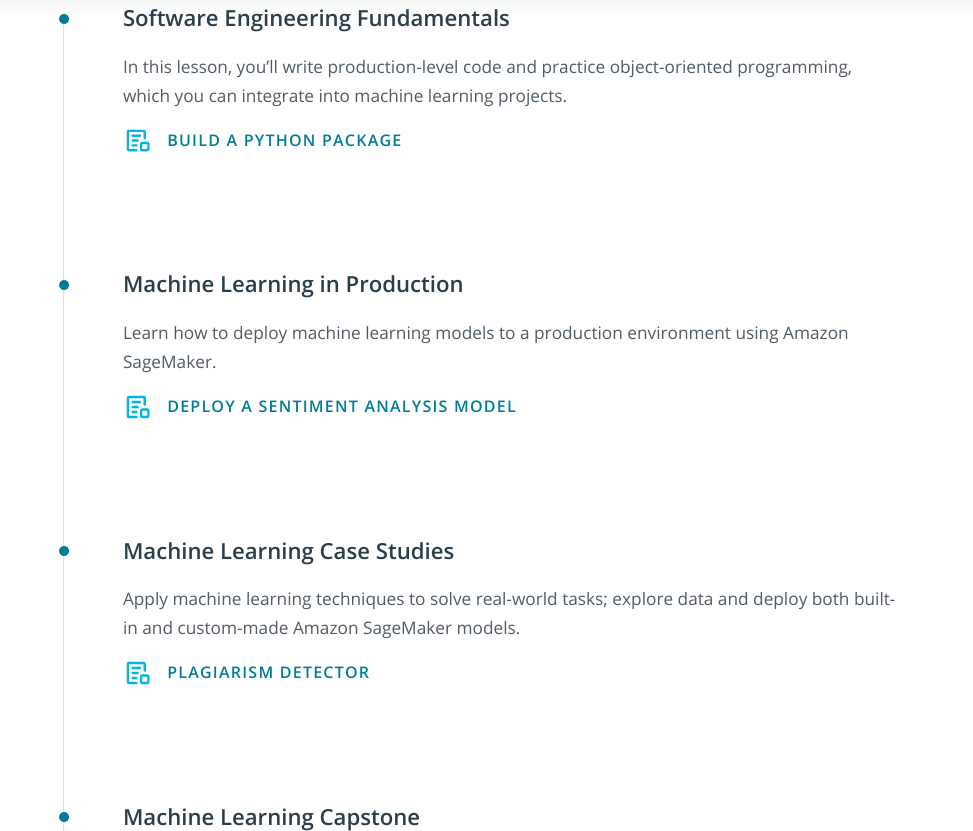 Software Engineering Fundamentals
In this lesson, you’ll write production-level code and practice object-oriented programming,
which you can integrate into machine learning projects.
BUILD A PYTHON PACKAGE
Machine Learning in Production
Learn how to deploy machine learning models to a production environment using Amazon
SageMaker.
DEPLOY A SENTIMENT ANALYSIS MODEL
Machine Learning Case Studies
Apply machine learning techniques to solve real-world tasks; explore data and deploy both built-
in and custom-made Amazon SageMaker models.
PLAGIARISM DETECTOR
Machine Learning Capstone